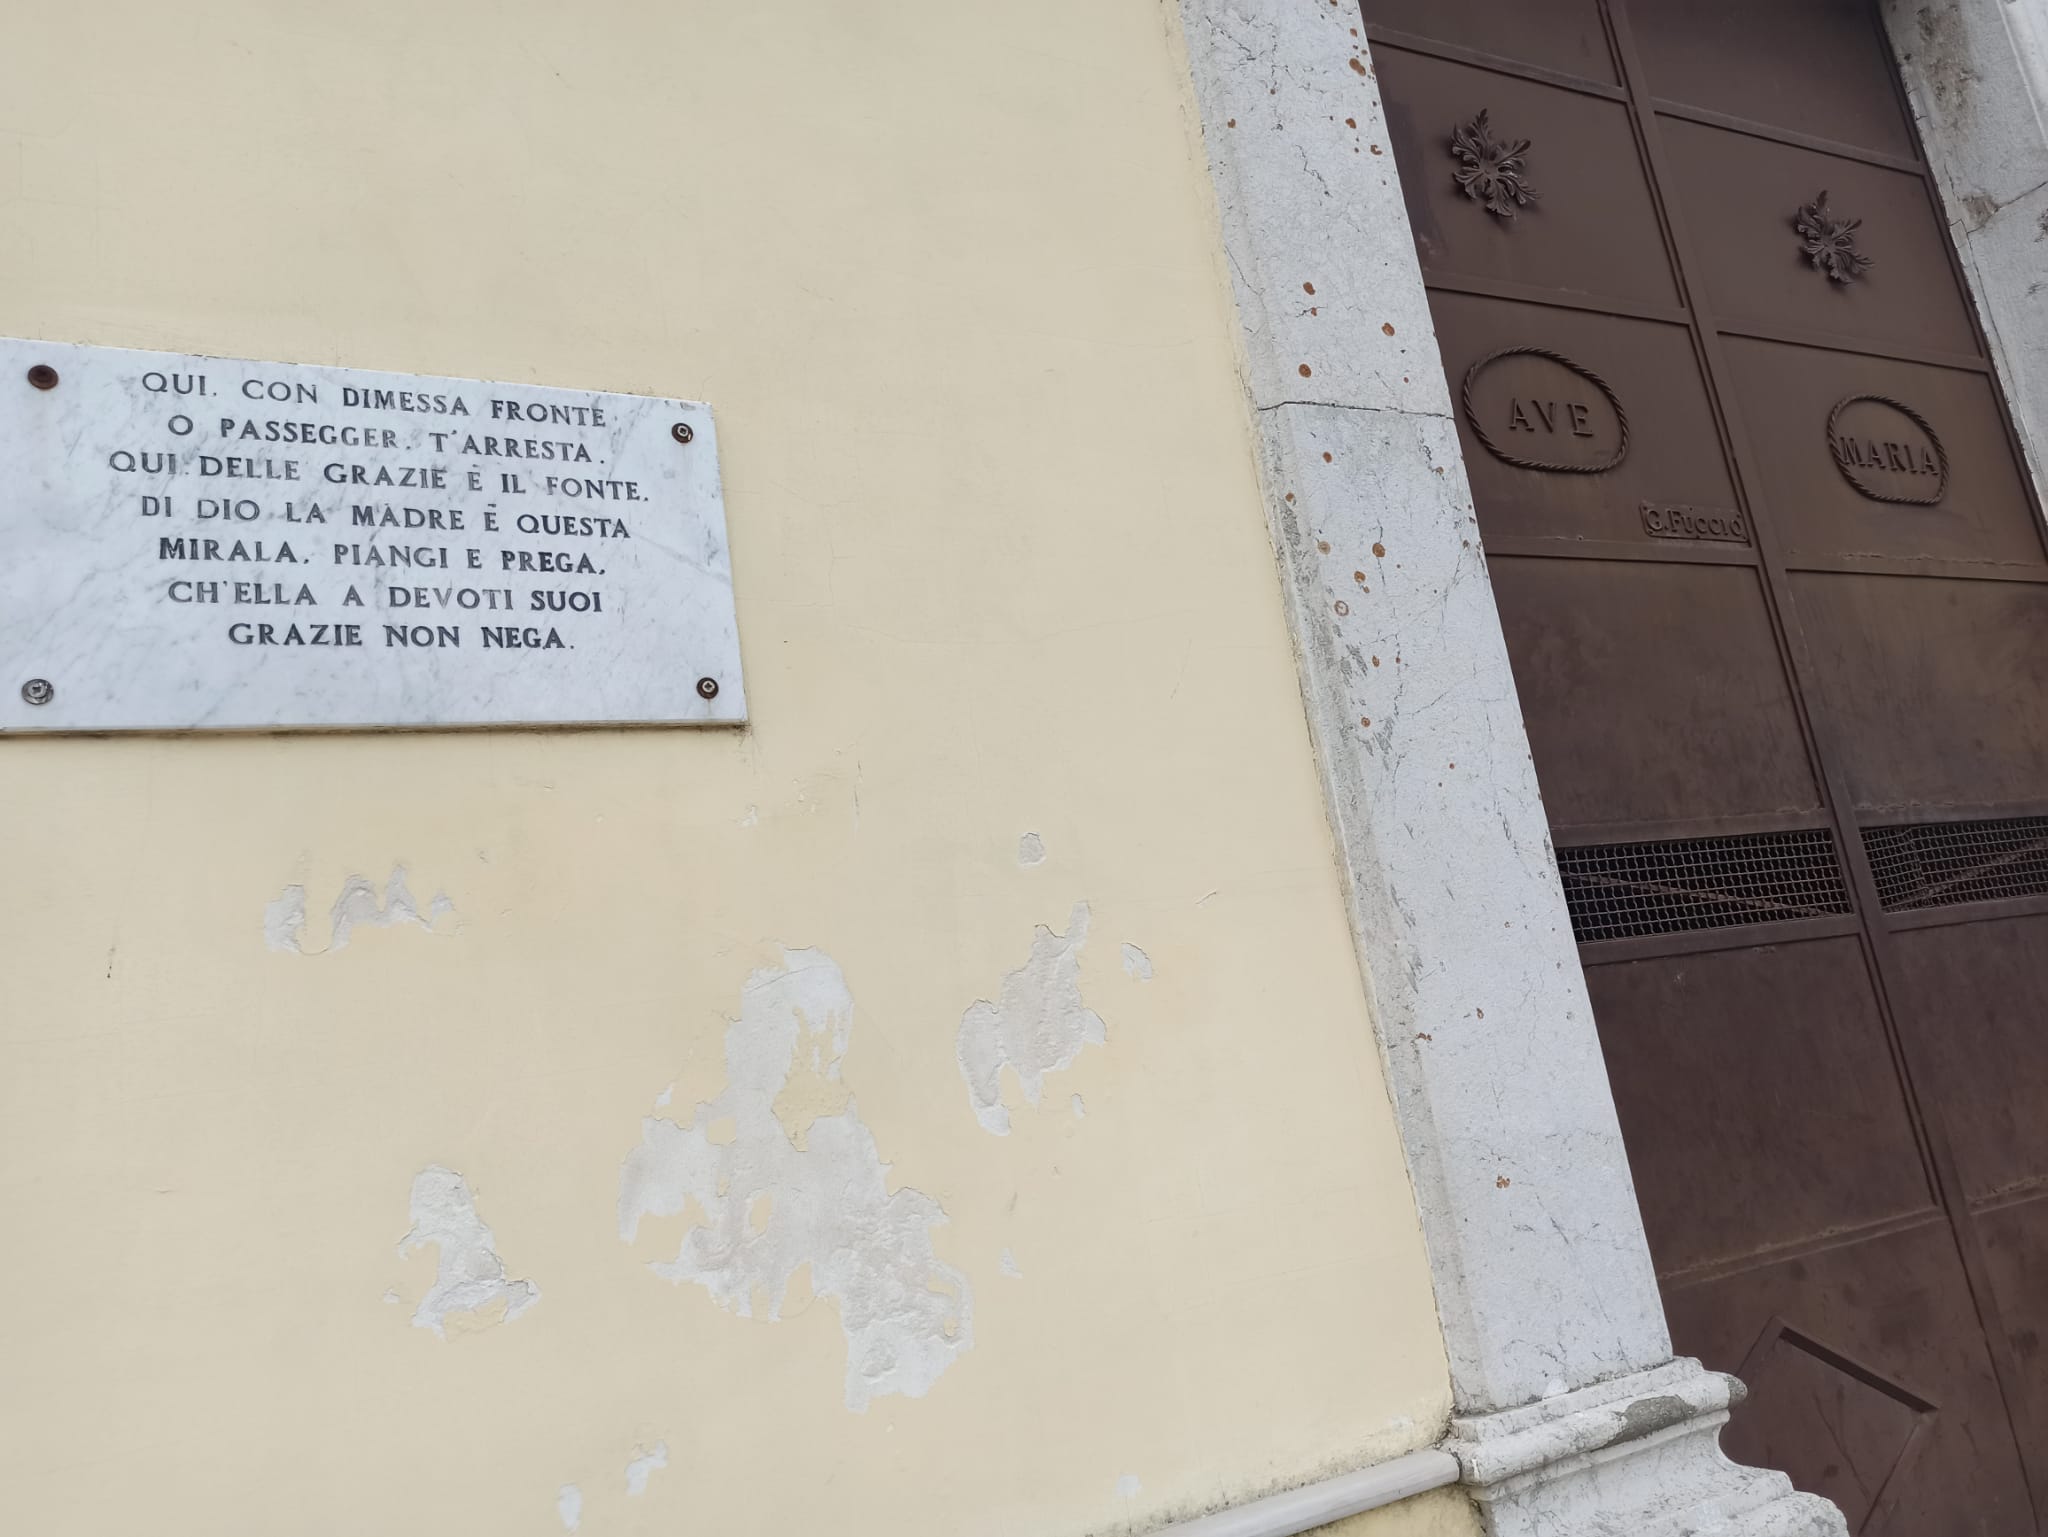 QUI. CON DIMESSA FRONTE
O PASSEGGER. T'ARRESTA.
QUI. DELLE GRAZIE È IL FONTE.
DI DIO LA MADRE È QUESTA
MIRALA. PIANGI E PREGA.
CH'ELLA A DEVOTI SUOI
GRAZIE NON NEGA.
AVE
MARIA
G. Fuccio